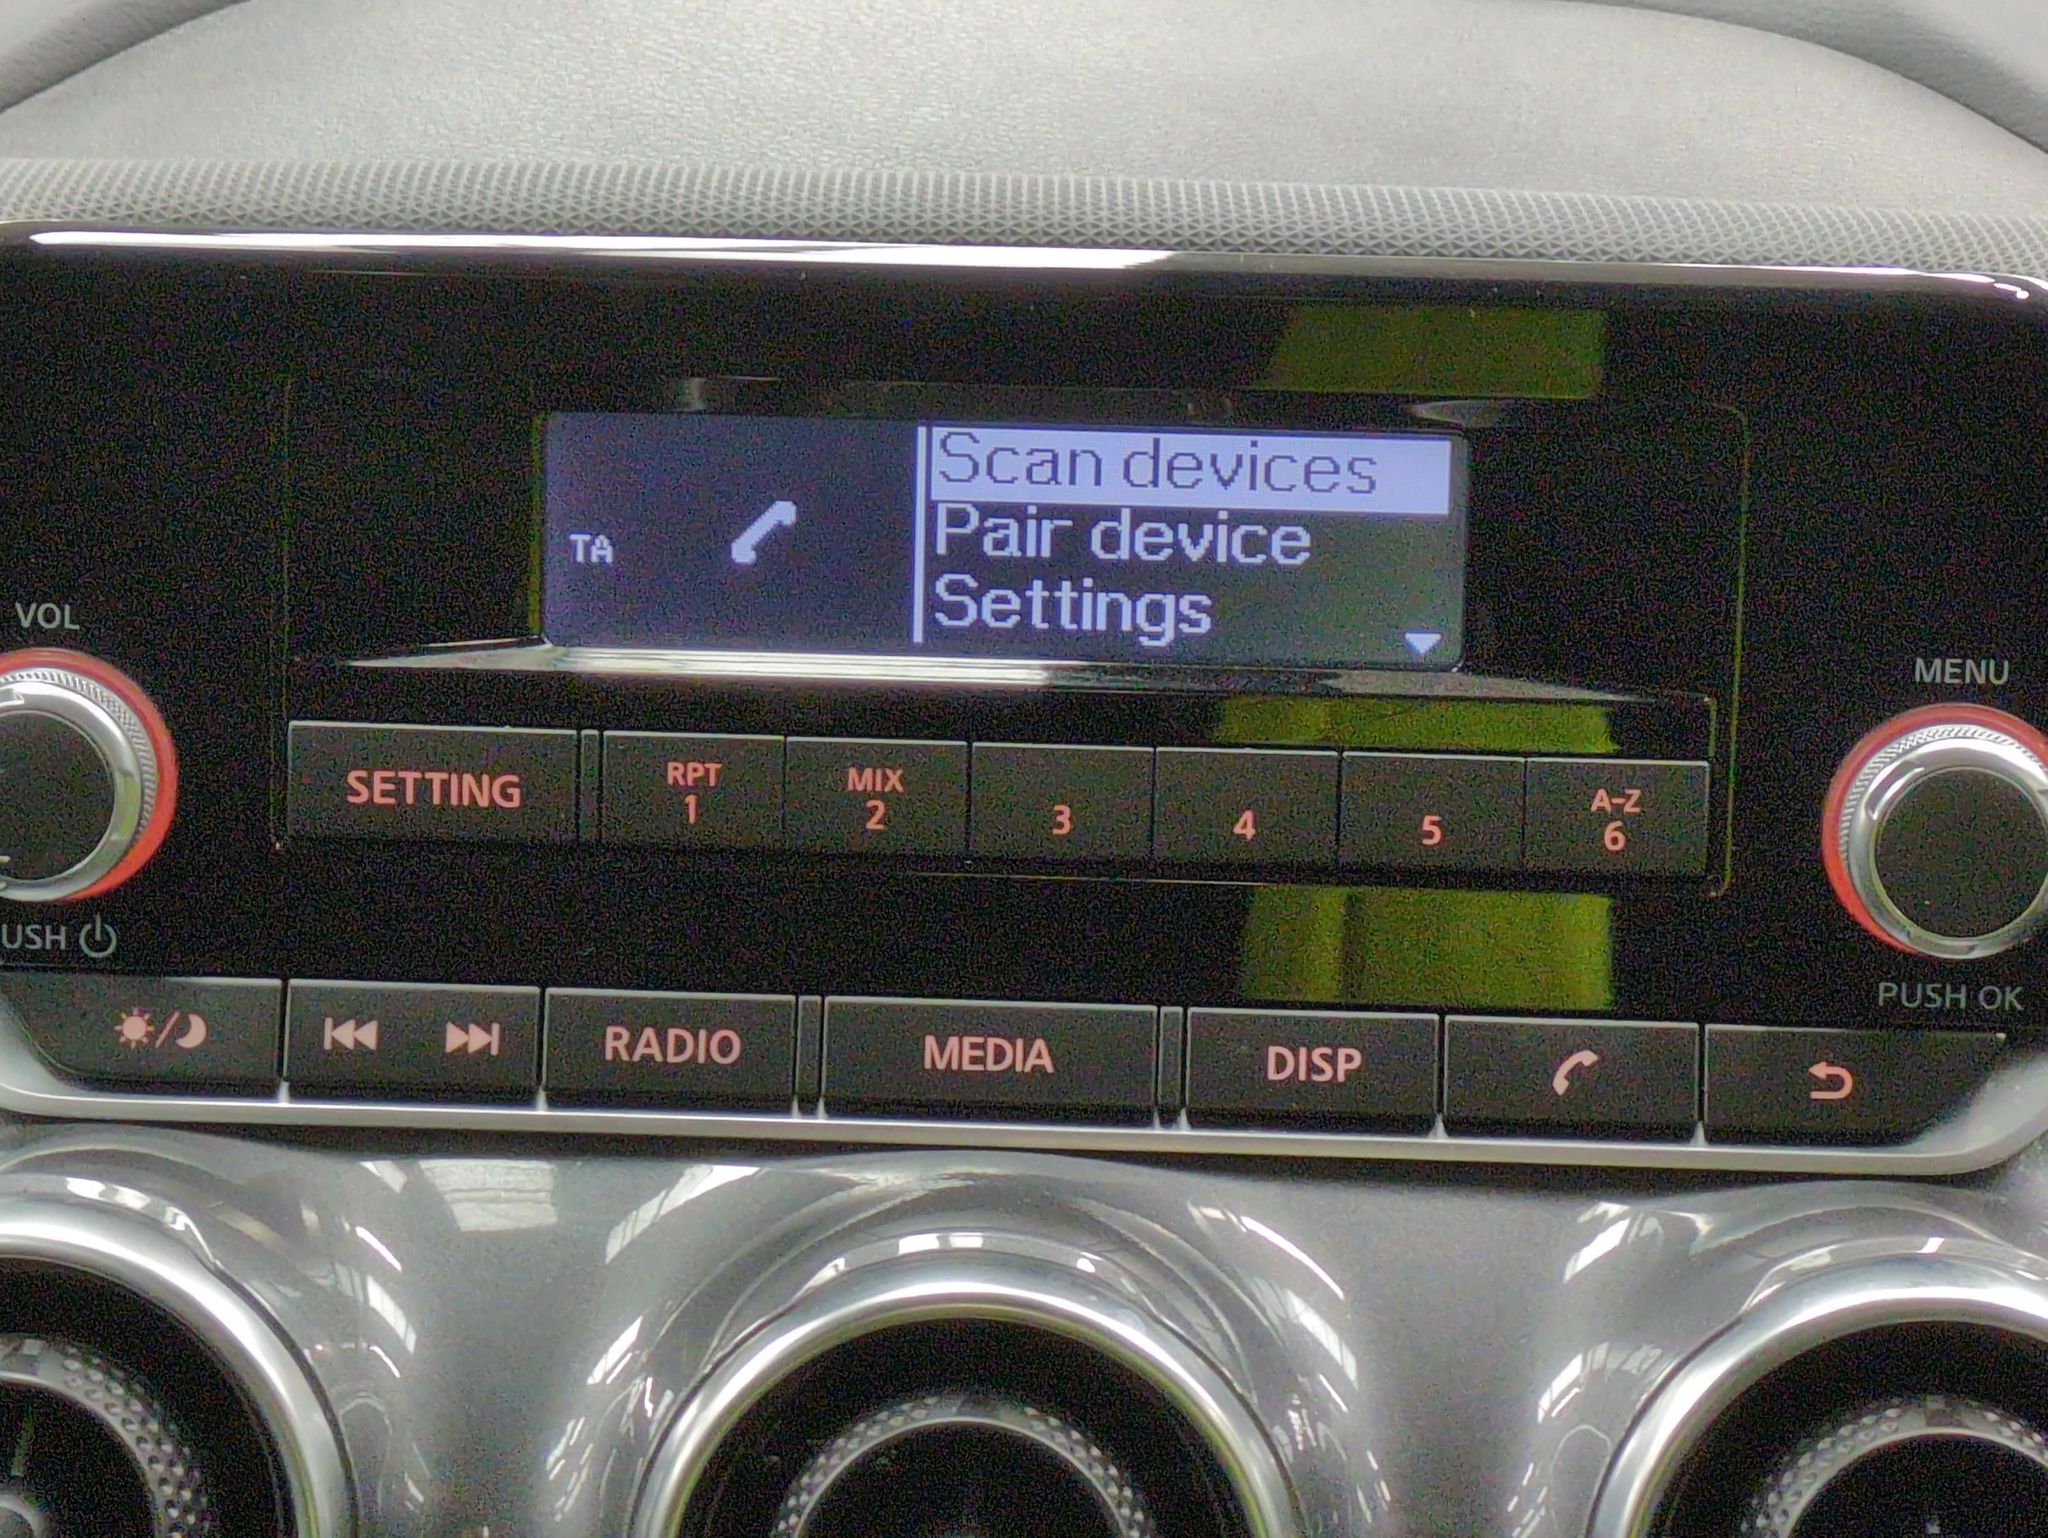 Scan devices
Pair device
TA
Settings
VOL
MENU
SETTING
RPT
1
MIX
2
3
4
5
A-Z
6
USH
PUSH OK
RADIO
MEDIA
DISP